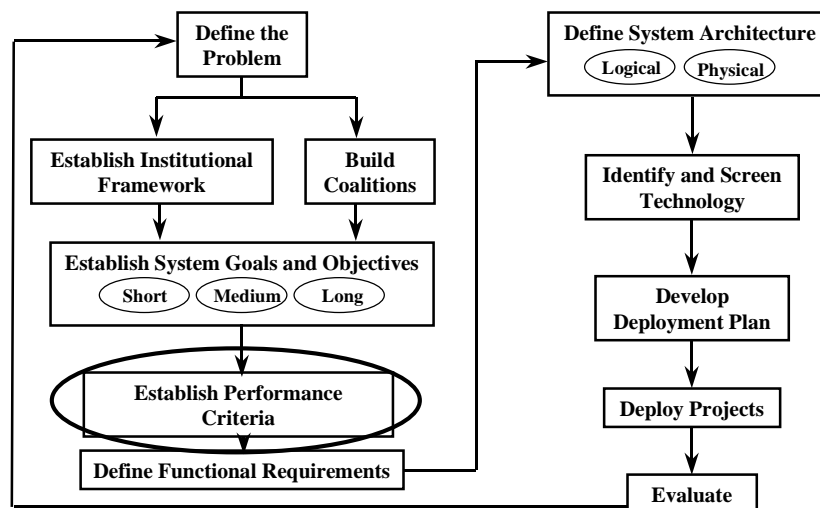 Define the
Problem
Establish Institutional
Framework
Build
Coalitions
Establish System Goals and Objectives
Short Medium Long
Establish Performance
Criteria
Define Functional Requirements
Define System Architecture
Logical Physical
Identify and Screen
Technology
Develop
Deployment Plan
Deploy Projects
Evaluate